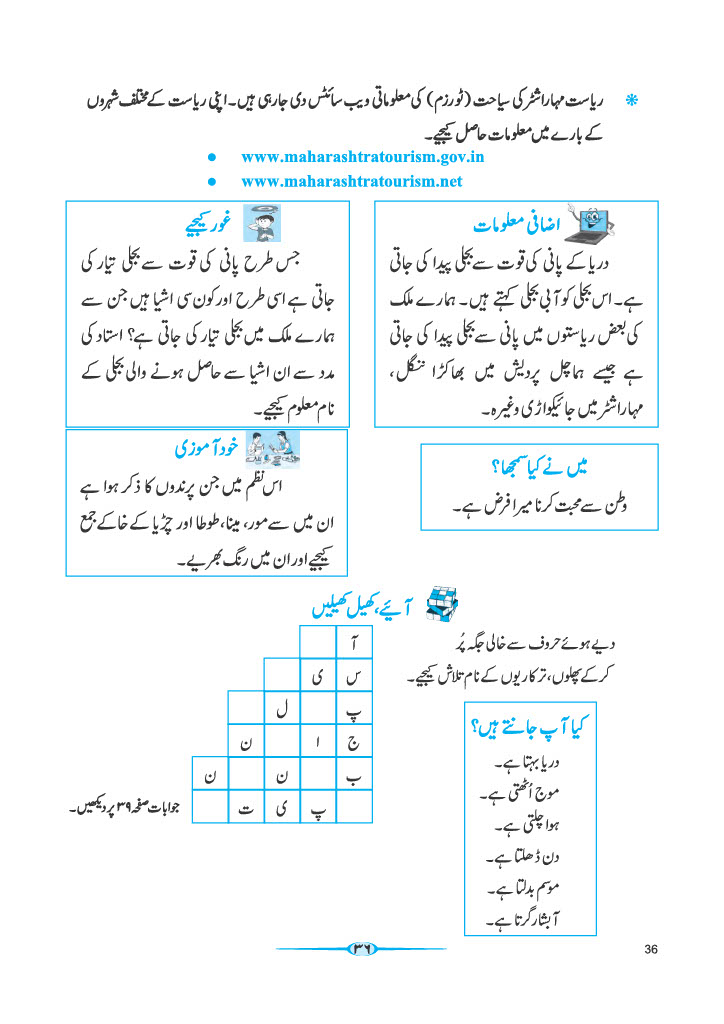 * ریاست مہاراشٹر کی سیاحت (ٹورزم) کی معلوماتی ویب سائٹس دی جارہی ہیں۔ اپنی ریاست کے مختلف شہروں
کے بارے میں معلومات حاصل کیجیے۔
● www.maharashtratourism.gov.in
● www.maharashtratourism.net
اضافی معلومات
دریا کے پانی کی قوت سے بجلی پیدا کی جاتی
ہے۔ اس بجلی کو آبی بجلی کہتے ہیں۔ ہمارے ملک
کی بعض ریاستوں میں پانی سے بجلی پیدا کی جاتی
ہے جیسے ہماچل پردیش میں بھاکڑا ننگل،
مہاراشٹر میں جائیکواڑی وغیرہ۔
غور کیجیے
جس طرح پانی کی قوت سے بجلی تیار کی
جاتی ہے اسی طرح اور کون سی اشیا ہیں جن سے
ہمارے ملک میں بجلی تیار کی جاتی ہے؟ استاد کی
مدد سے ان اشیا سے حاصل ہونے والی بجلی کے
نام معلوم کیجیے۔
میں نے کیا سمجھا؟
وطن سے محبت کرنا میرا فرض ہے۔
خود آموزی
اس نظم میں جن پرندوں کا ذکر ہوا ہے
ان میں سے مور، مینا، طوطا اور چڑیا کے خاکے جمع
کیجیے اور ان میں رنگ بھریے۔
آئیے، کھیل کھیلیں
دیے ہوئے حروف سے خالی جگہ پُر
کرکے پھلوں، ترکاریوں کے نام تلاش کیجیے۔
آ
س ی
پ ل
ج ا ن
ب ن ن
پ ی ت
جوابات صفحہ ۳۹ پر دیکھیں۔
کیا آپ جانتے ہیں؟
دریا بہتا ہے۔
موج اُٹھتی ہے۔
ہوا چلتی ہے۔
دن ڈھلتا ہے۔
موسم بدلتا ہے۔
آبشار گرتا ہے۔
۳۶
36